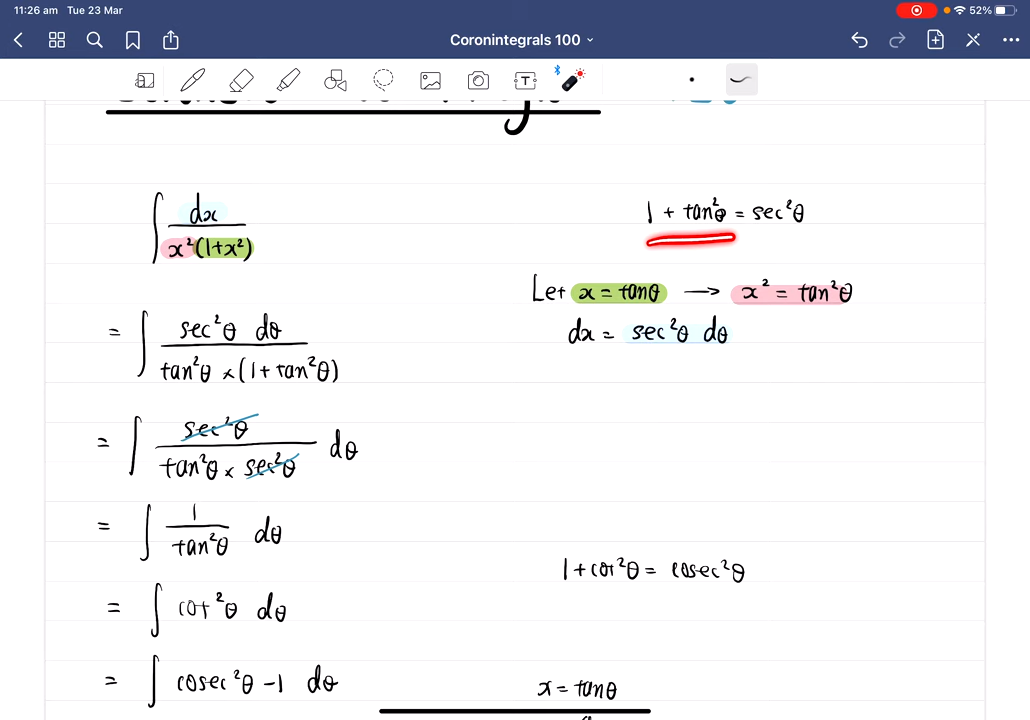 11:26 am Tue 23 Mar
52%
Coronintegrals 100
T
∫ dx / x²(1+x²)
1 + tan²θ = sec²θ
Let x = tanθ → x² = tan²θ
dx = sec²θ dθ
= ∫ sec²θ dθ / tan²θ × (1 + tan²θ)
= ∫ sec²θ / tan²θ × sec²θ dθ
= ∫ 1 / tan²θ dθ
1 + cot²θ = cosec²θ
= ∫ cot²θ dθ
= ∫ cosec²θ - 1 dθ
x = tanθ